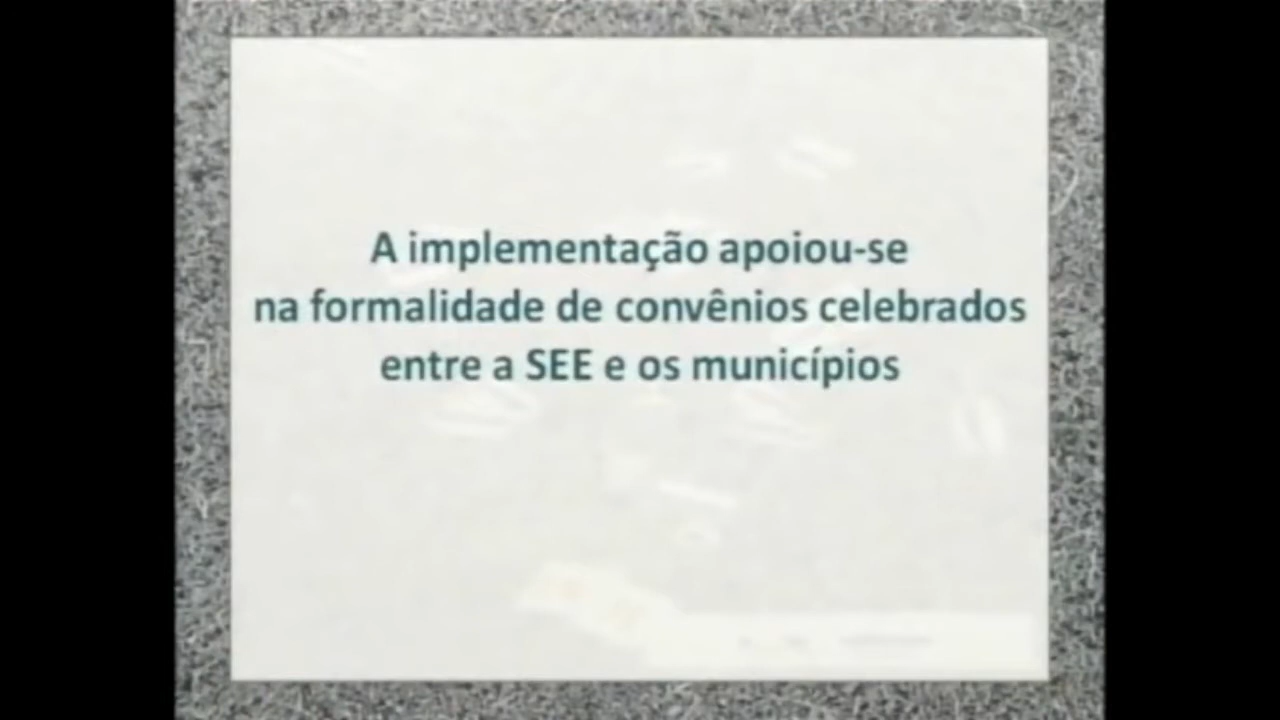 A implementação apoiou-se
na formalidade de convênios celebrados
entre a SEE e os municípios